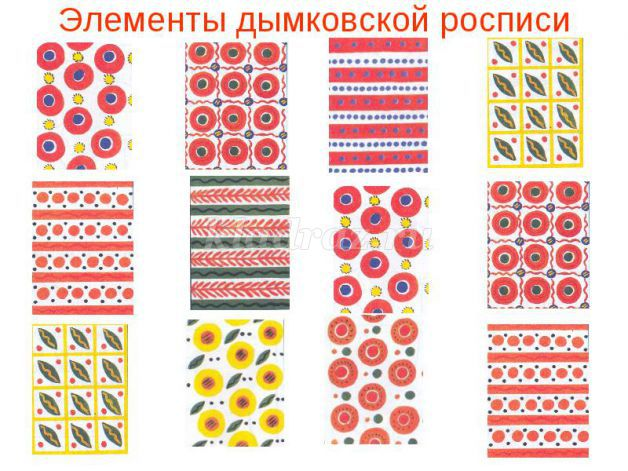 Элементы дымковской росписи